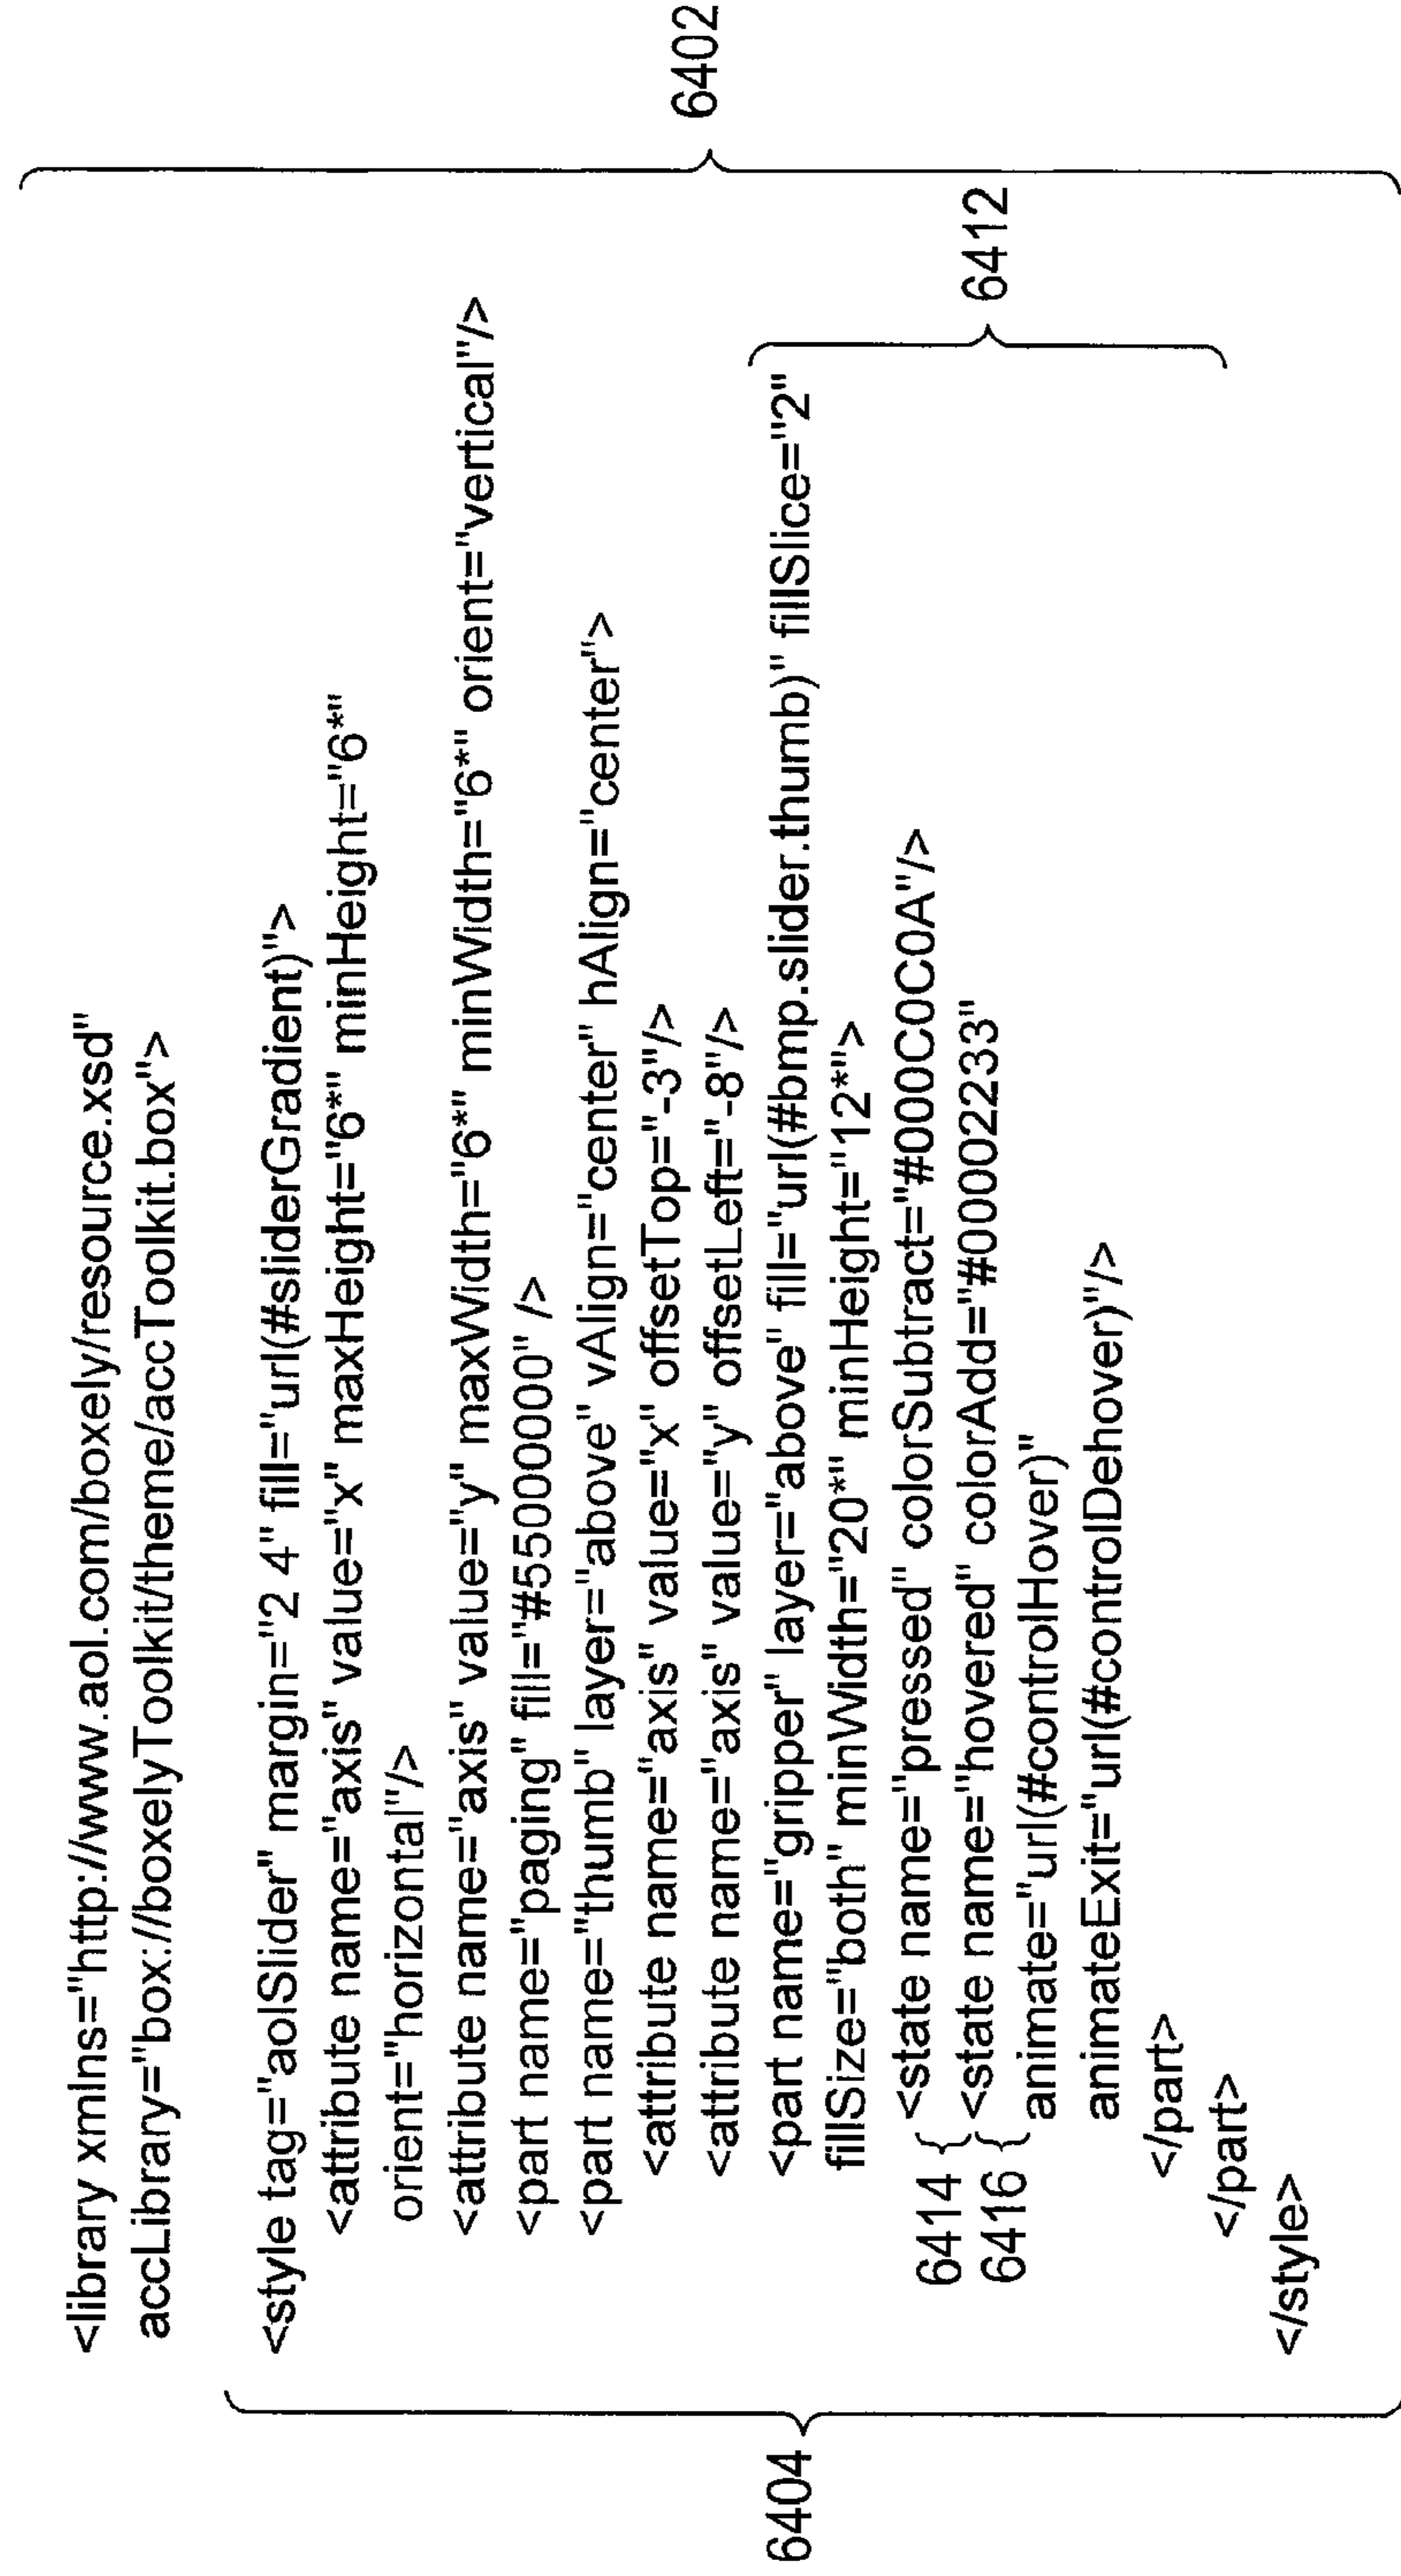 <library xmlns="http://www.aol.com/boxely/resource.xsd"
accLibrary="box://boxelyToolkit/theme/accToolkit.box">
<style tag="aolSlider" margin="2 4" fill="url(#sliderGradient)">
<attribute name="axis" value="x" maxHeight="6*" minHeight="6*"
orient="horizontal"/>
<attribute name="axis" value="y" maxWidth="6*" minWidth="6*" orient="vertical"/>
<part name="paging" fill="#55000000" />
<part name="thumb" layer="above" vAlign="center" hAlign="center">
<attribute name="axis" value="x" offsetTop="-3"/>
<attribute name="axis" value="y" offsetLeft="-8"/>
<part name="gripper" layer="above" fill="url(#bmp.slider.thumb)" fillSlice="2"
fillSize="both" minWidth="20*" minHeight="12*">
6414 <state name="pressed" colorSubtract="#000C0C0A"/>
6416 <state name="hovered" colorAdd="#00002233"
animate="url(#controlHover)"
animateExit="url(#controlDehover)"/>
</part>
</part>
</style>
6404
6412
6402